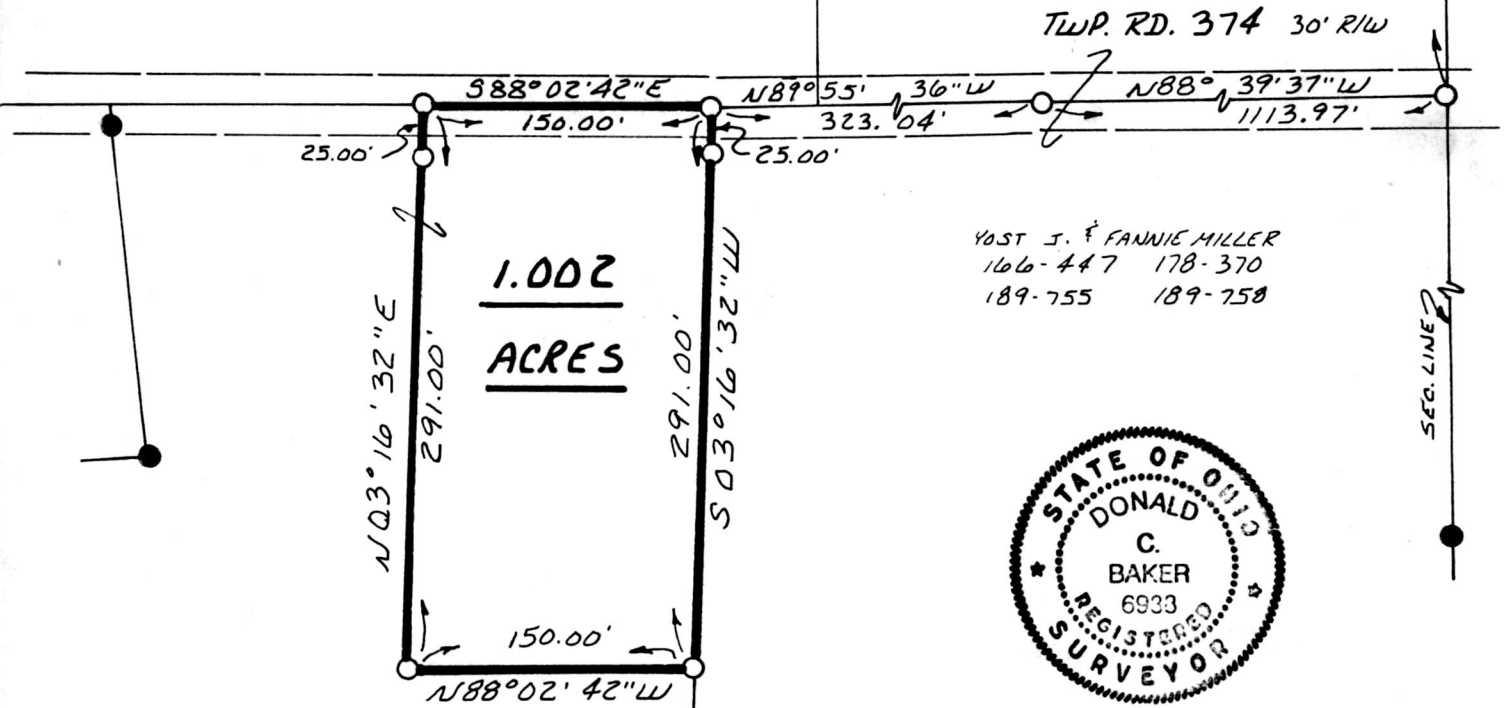 TWP. RD. 374 30' R/W
S88°02'42"E
N89°55' 36"W
N88° 39'37"W
150.00'
323.04'
1113.97'
25.00'
25.00'
YOST J. & FANNIE MILLER
166-447 178-370
189-755 189-758
1.002
ACRES
N03°16'32"E
291.00'
291.00'
S03°16'32"W
SEC. LINE
150.00'
N88°02'42"W
STATE OF OHIO
DONALD
C.
BAKER
6933
REGISTERED
SURVEYOR